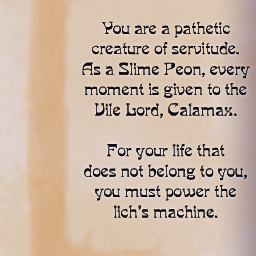 You are a pathetic
creature of servitude.
As a Slime Peon, every
moment is given to the
Vile Lord, Calamax.
For your life that
does not belong to you,
you must power the
lich's machine.